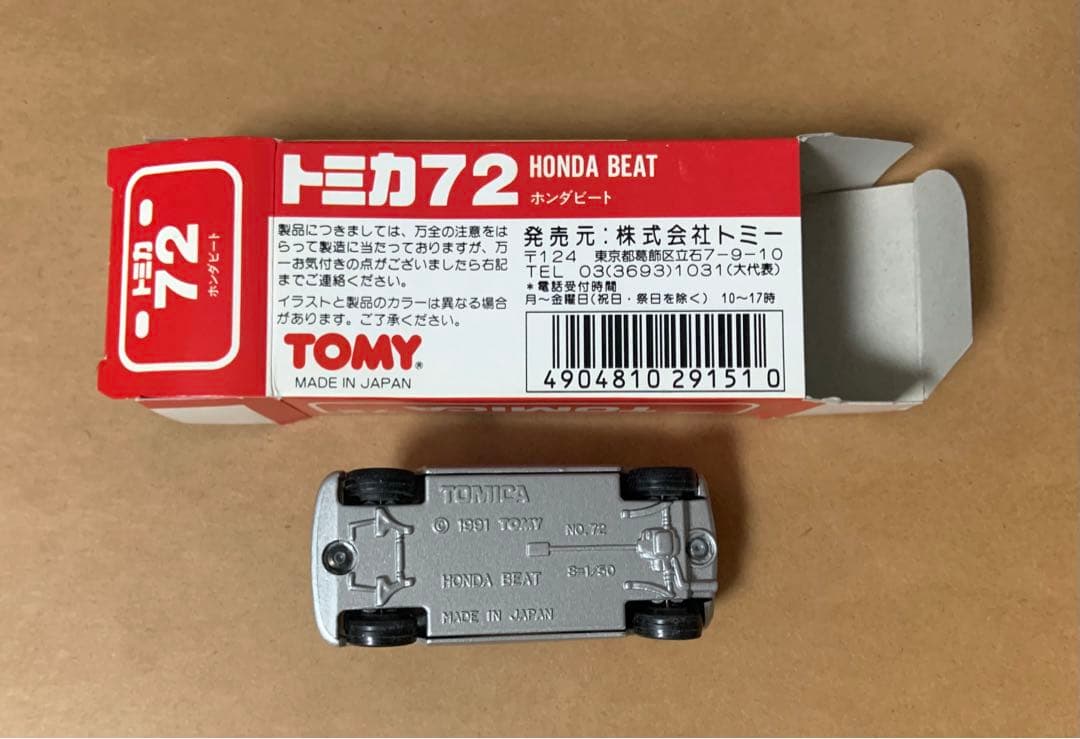 トミカ
72
ホンダビート
トミカ72 HONDA BEAT
ホンダビート
製品につきましては、万全の注意をは
らって製造に当たっておりますが、万
一お気付きの点がございましたら右記
までご連絡ください。
イラストと製品のカラーは異なる場合
があります。ご了承ください。
TOMY®
MADE IN JAPAN
発売元:株式会社トミー
〒124 東京都葛飾区立石7-9-10
TEL 03(3693)1031(大代表)
*電話受付時間
月~金曜日(祝日・祭日を除く) 10~17時
4904810 291510
TOMICA
TOMICA
© 1991 TOMY
NO.72
HONDA BEAT
S=1/50
MADE IN JAPAN